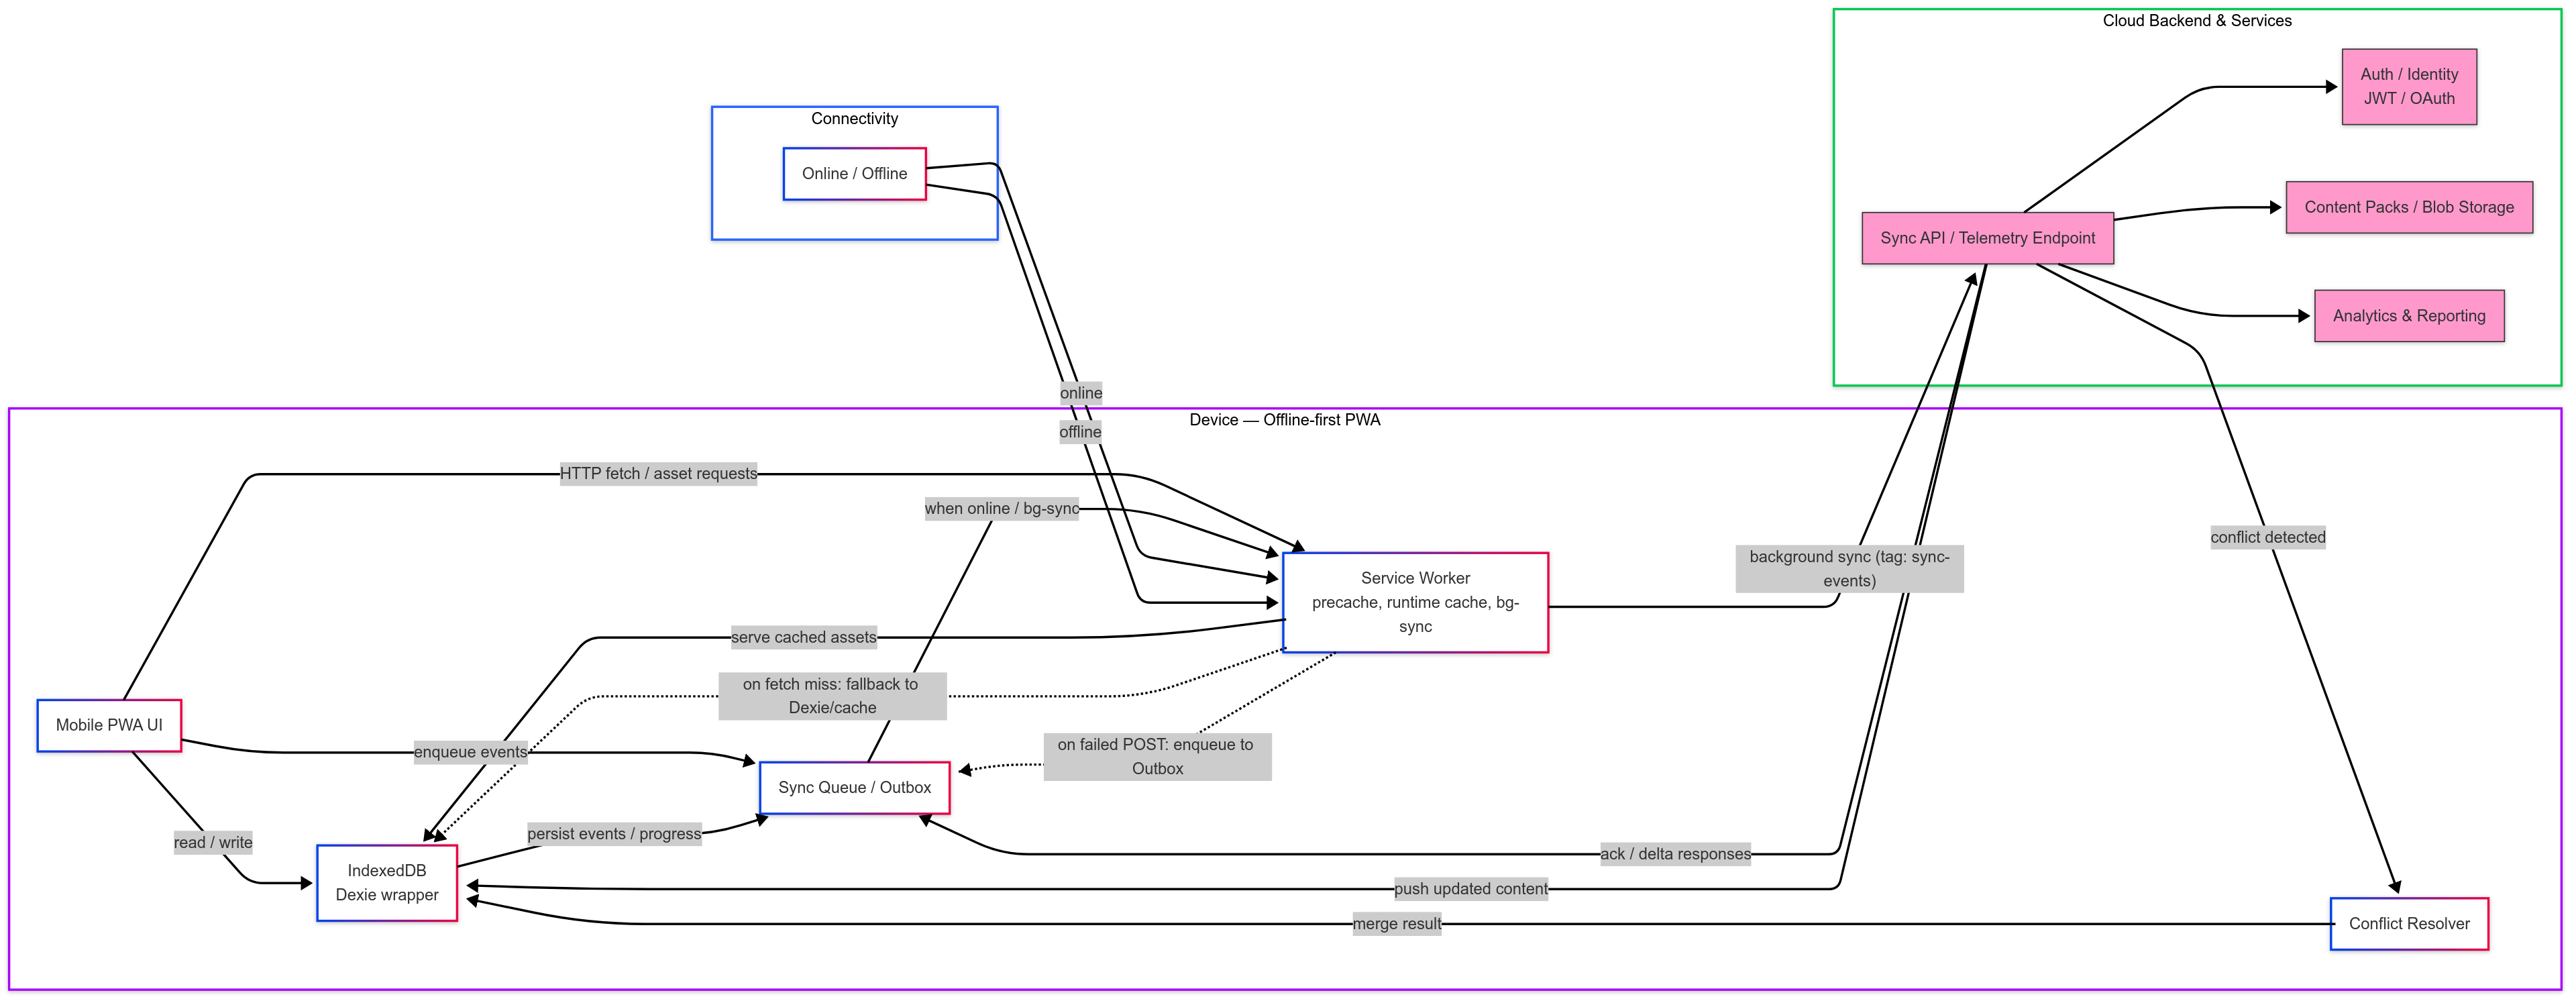 Cloud Backend & Services
Auth / Identity
JWT / OAuth
Connectivity
Online / Offline
Content Packs / Blob Storage
Sync API / Telemetry Endpoint
Analytics & Reporting
online
Device — Offline-first PWA
offline
HTTP fetch / asset requests
when online / bg-sync
conflict detected
background sync (tag: sync-
events)
Service Worker
precache, runtime cache, bg-
sync
serve cached assets
on fetch miss: fallback to
Dexie/cache
Mobile PWA UI
enqueue events
on failed POST: enqueue to
Outbox
Sync Queue / Outbox
persist events / progress
read / write
ack / delta responses
IndexedDB
Dexie wrapper
push updated content
merge result
Conflict Resolver